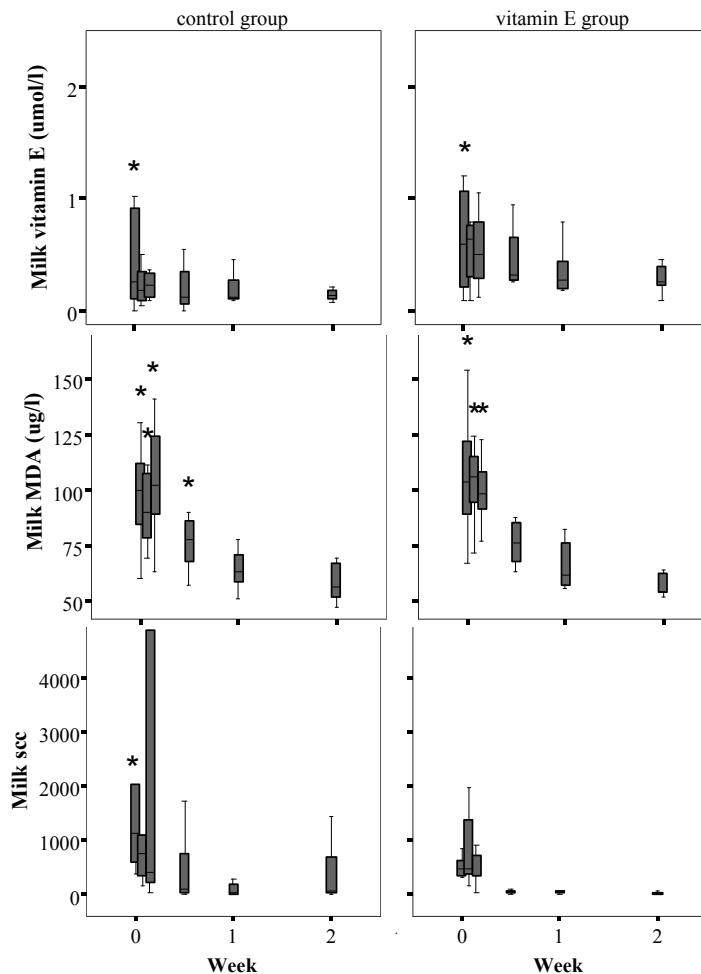 control group vitamin E group
Milk vitamin E (umol/l)
2
1
0
*
*
Milk MDA (ug/l)
150
125
100
75
50
* * * *
* * *
Milk scc
4000
3000
2000
1000
0
*
0 1 2 0 1 2
Week Week